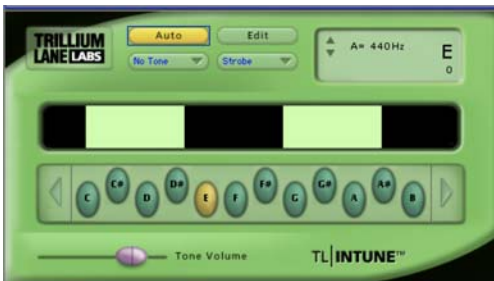 TRILLIUM
LANE LABS
Auto
Edit
No Tone
Strobe
A= 440Hz
E
0
C C# D D# E F F# G G# A A# B
Tone Volume
TL|INTUNE™